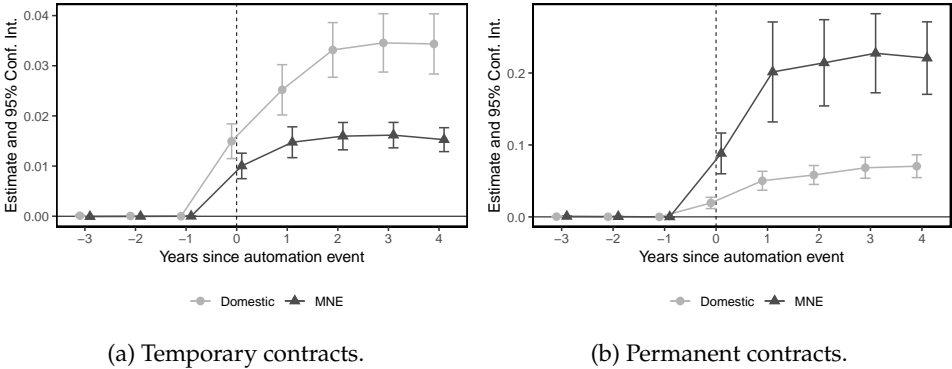 Estimate and 95% Conf. Int.
0.04
0.03
0.02
0.01
0.00
−3 −2 −1 0 1 2 3 4
Years since automation event
Domestic MNE
(a) Temporary contracts.
Estimate and 95% Conf. Int.
0.2
0.1
0.0
−3 −2 −1 0 1 2 3 4
Years since automation event
Domestic MNE
(b) Permanent contracts.